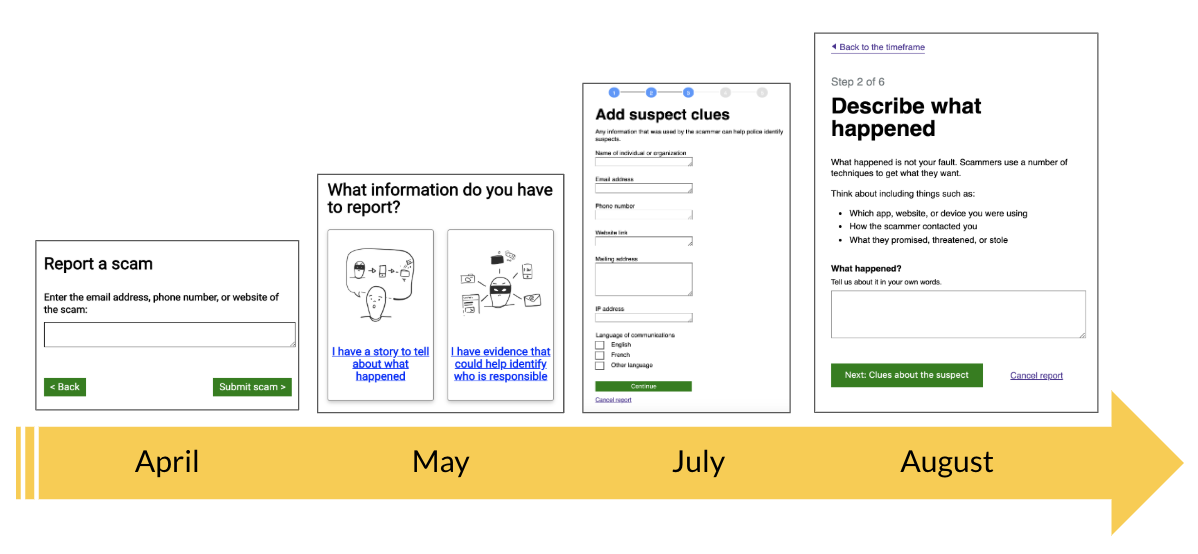 Report a scam
Enter the email address, phone number, or website of
the scam:
< Back
Submit scam >
What information do you have
to report?
I have a story to tell
about what
happened
I have evidence that
could help identify
who is responsible
1
2
3
Add suspect clues
Any information that was used by the scammer can help police identify
suspects.
Name of individual or organization
Email address
Phone number
Website link
Mailing address
IP address
Language of communications
English
French
Other language
Continue
Cancel report
Back to the timeframe
Step 2 of 6
Describe what
happened
What happened is not your fault. Scammers use a number of
techniques to get what they want.
Think about including things such as:
• Which app, website, or device you were using
• How the scammer contacted you
• What they promised, threatened, or stole
What happened?
Tell us about it in your own words.
Next: Clues about the suspect
Cancel report
April
May
July
August